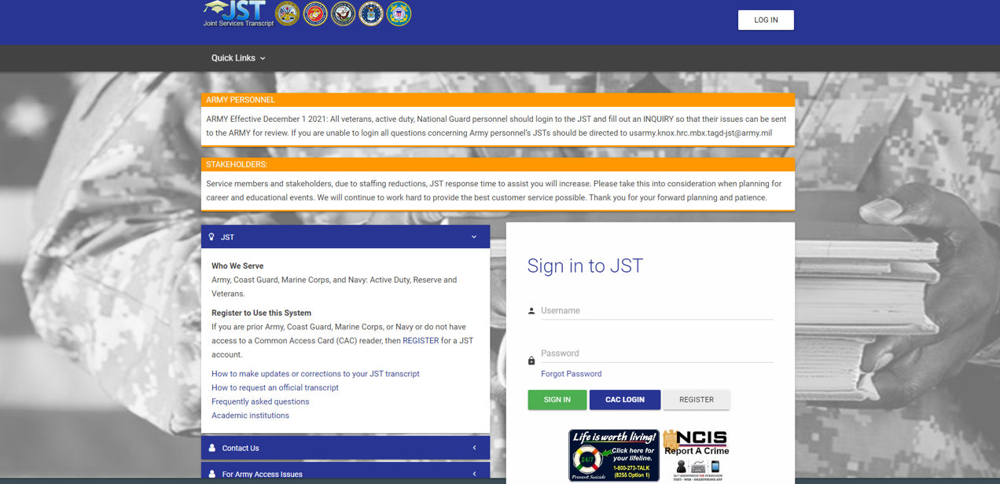 JST
Joint Services Transcript
LOG IN
Quick Links
ARMY PERSONNEL
ARMY Effective December 1 2021: All veterans, active duty, National Guard personnel should login to the JST and fill out an INQUIRY so that their issues can be sent
to the ARMY for review. If you are unable to login all questions concerning Army personnel's JSTs should be directed to usarmy.knox.hrc.mbx.tagd-jst@army.mil
STAKEHOLDERS:
Service members and stakeholders, due to staffing reductions, JST response time to assist you will increase. Please take this into consideration when planning for
career and educational events. We will continue to work hard to provide the best customer service possible. Thank you for your forward planning and patience.
JST
Who We Serve
Army, Coast Guard, Marine Corps, and Navy: Active Duty, Reserve and
Veterans.
Register to Use this System
If you are prior Army, Coast Guard, Marine Corps, or Navy or do not have
access to a Common Access Card (CAC) reader, then REGISTER for a JST
account.
How to make updates or corrections to your JST transcript
How to request an official transcript
Frequently asked questions
Academic institutions
Contact Us
For Army Access Issues
Sign in to JST
Username
Password
Forgot Password
SIGN IN
CAC LOGIN
REGISTER
Life is worth living!
24/7
Click here for
your lifeline.
1-800-273-TALK
(8255 Option 1)
Prevent Suicide
NCIS
Report A Crime
24/7 ANONYMOUS TIP SUBMISSION
TEXT - WEB - SMARTPHONE APP